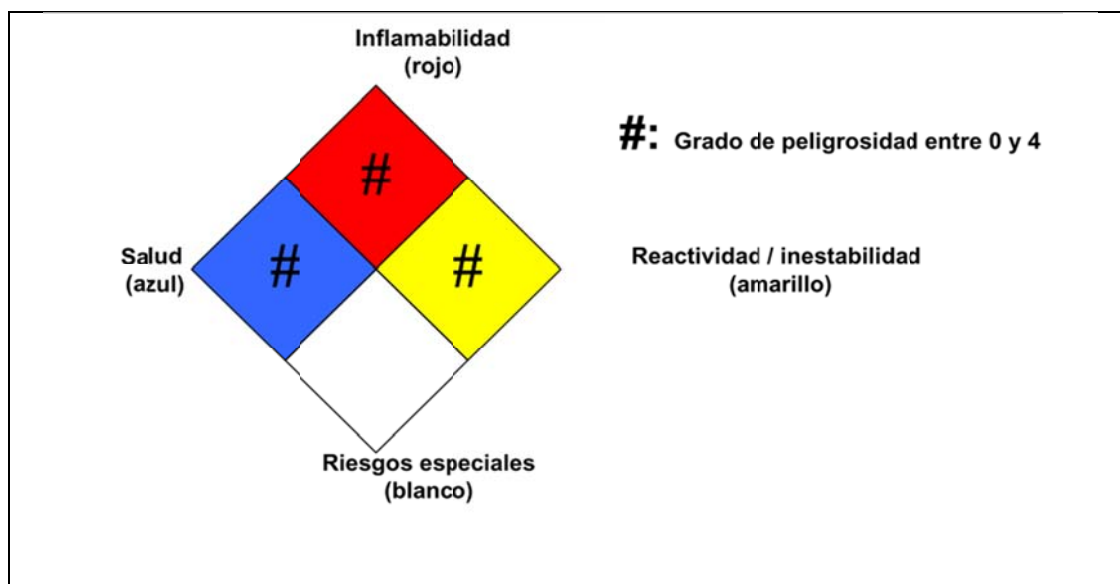 Inflamabilidad
(rojo)
#: Grado de peligrosidad entre 0 y 4
#
Salud
(azul)
#
#
Reactividad / inestabilidad
(amarillo)
Riesgos especiales
(blanco)